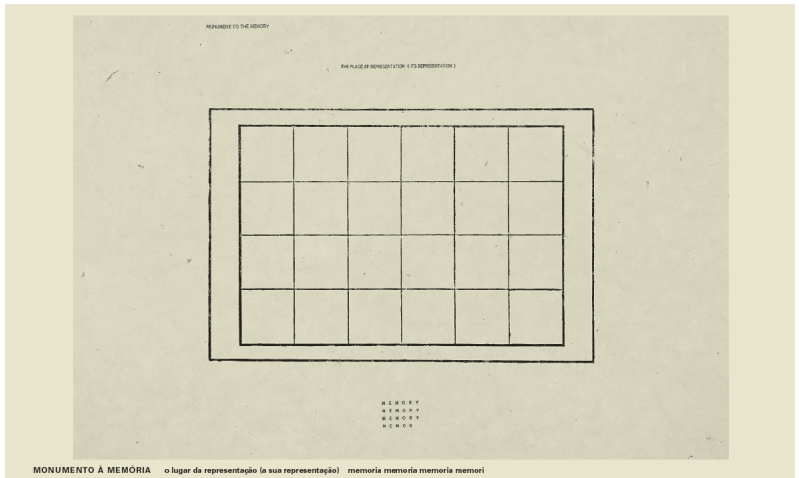 MONUMENT TO THE MEMORY
THE PLACE OF REPRESENTATION ( ITS REPRESENTATION )
MEMORY
MEMORY
MEMORY
MEMOR
MONUMENTO À MEMÓRIA o lugar da representação (a sua representação) memoria memoria memoria memori